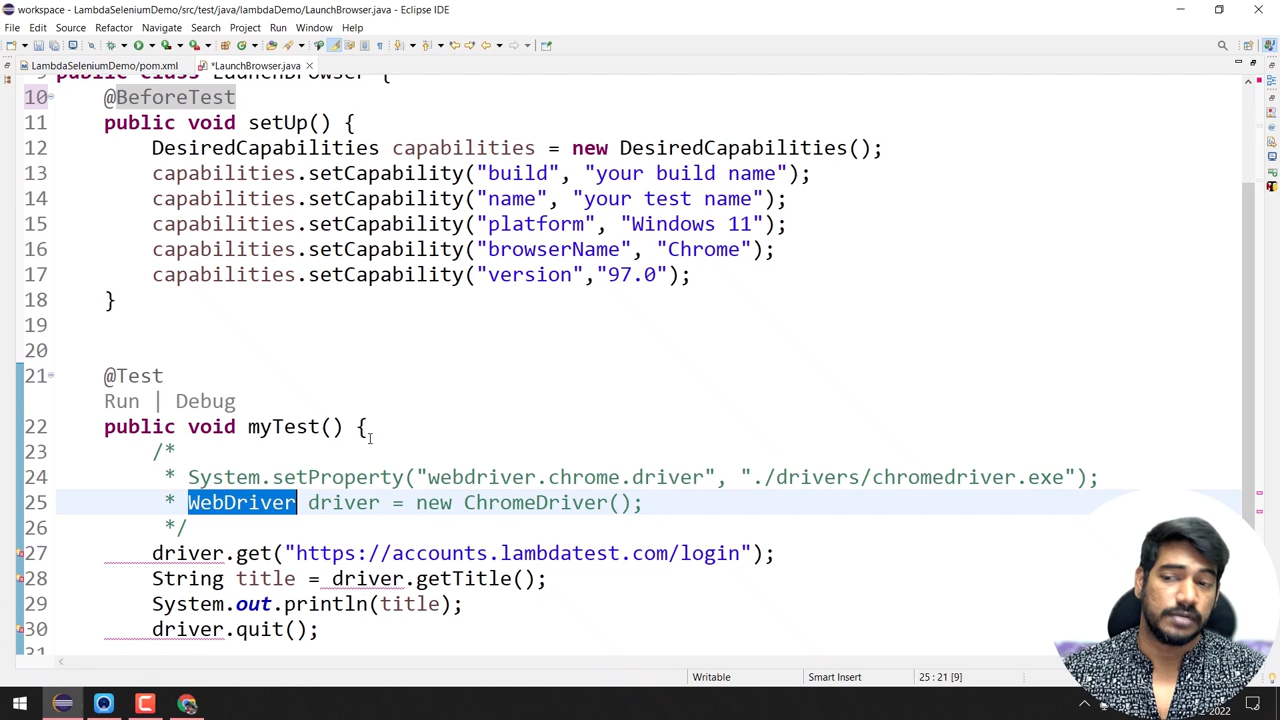 workspace - LambdaSeleniumDemo/src/test/java/lambdaDemo/LaunchBrowser.java - Eclipse IDE
File Edit Source Refactor Navigate Search Project Run Window Help
LambdaSeleniumDemo/pom.xml *LaunchBrowser.java
9 public class LaunchBrowser {
10 @BeforeTest
11 public void setUp() {
12 DesiredCapabilities capabilities = new DesiredCapabilities();
13 capabilities.setCapability("build", "your build name");
14 capabilities.setCapability("name", "your test name");
15 capabilities.setCapability("platform", "Windows 11");
16 capabilities.setCapability("browserName", "Chrome");
17 capabilities.setCapability("version","97.0");
18 }
19
20
21 @Test
Run | Debug
22 public void myTest() {
23 /*
24 * System.setProperty("webdriver.chrome.driver", "./drivers/chromedriver.exe");
25 * WebDriver driver = new ChromeDriver();
26 */
27 driver.get("https://accounts.lambdatest.com/login");
28 String title = driver.getTitle();
29 System.out.println(title);
30 driver.quit();
31
Writable Smart Insert 25 : 21 [9]
2022